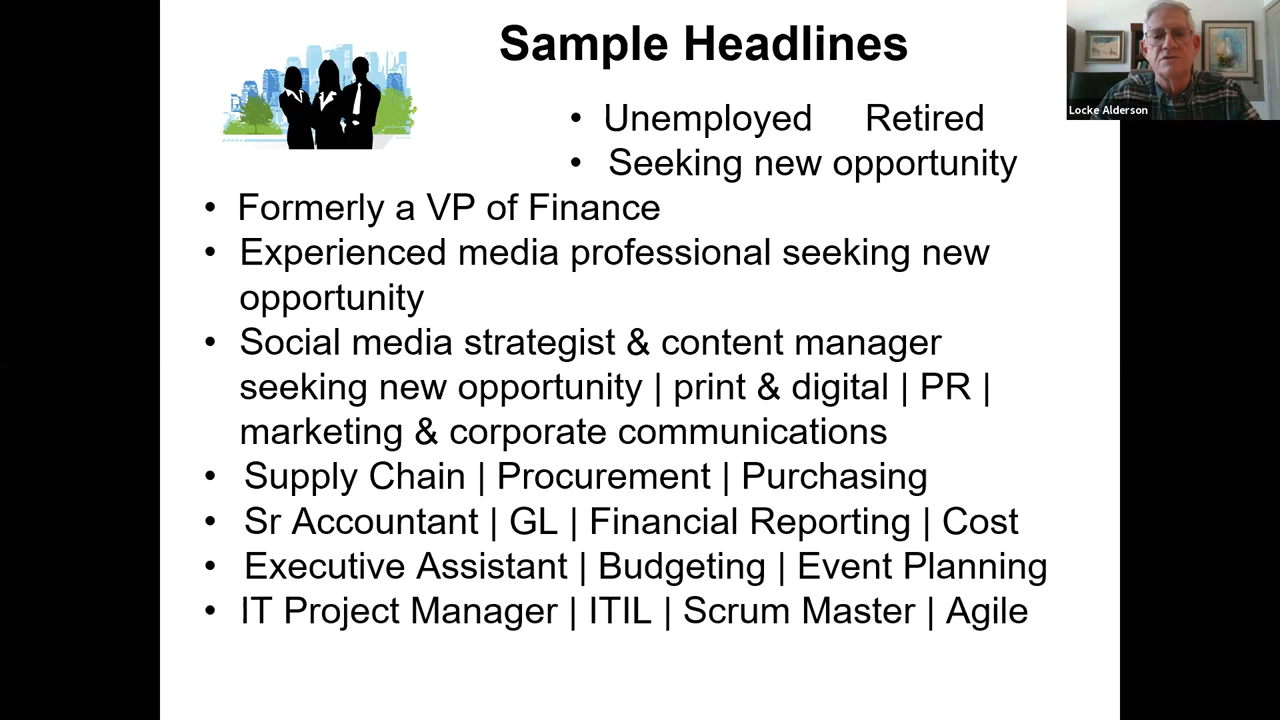 Sample Headlines
Locke Alderson
• Unemployed Retired
• Seeking new opportunity
• Formerly a VP of Finance
• Experienced media professional seeking new
opportunity
• Social media strategist & content manager
seeking new opportunity | print & digital | PR |
marketing & corporate communications
• Supply Chain | Procurement | Purchasing
• Sr Accountant | GL | Financial Reporting | Cost
• Executive Assistant | Budgeting | Event Planning
• IT Project Manager | ITIL | Scrum Master | Agile